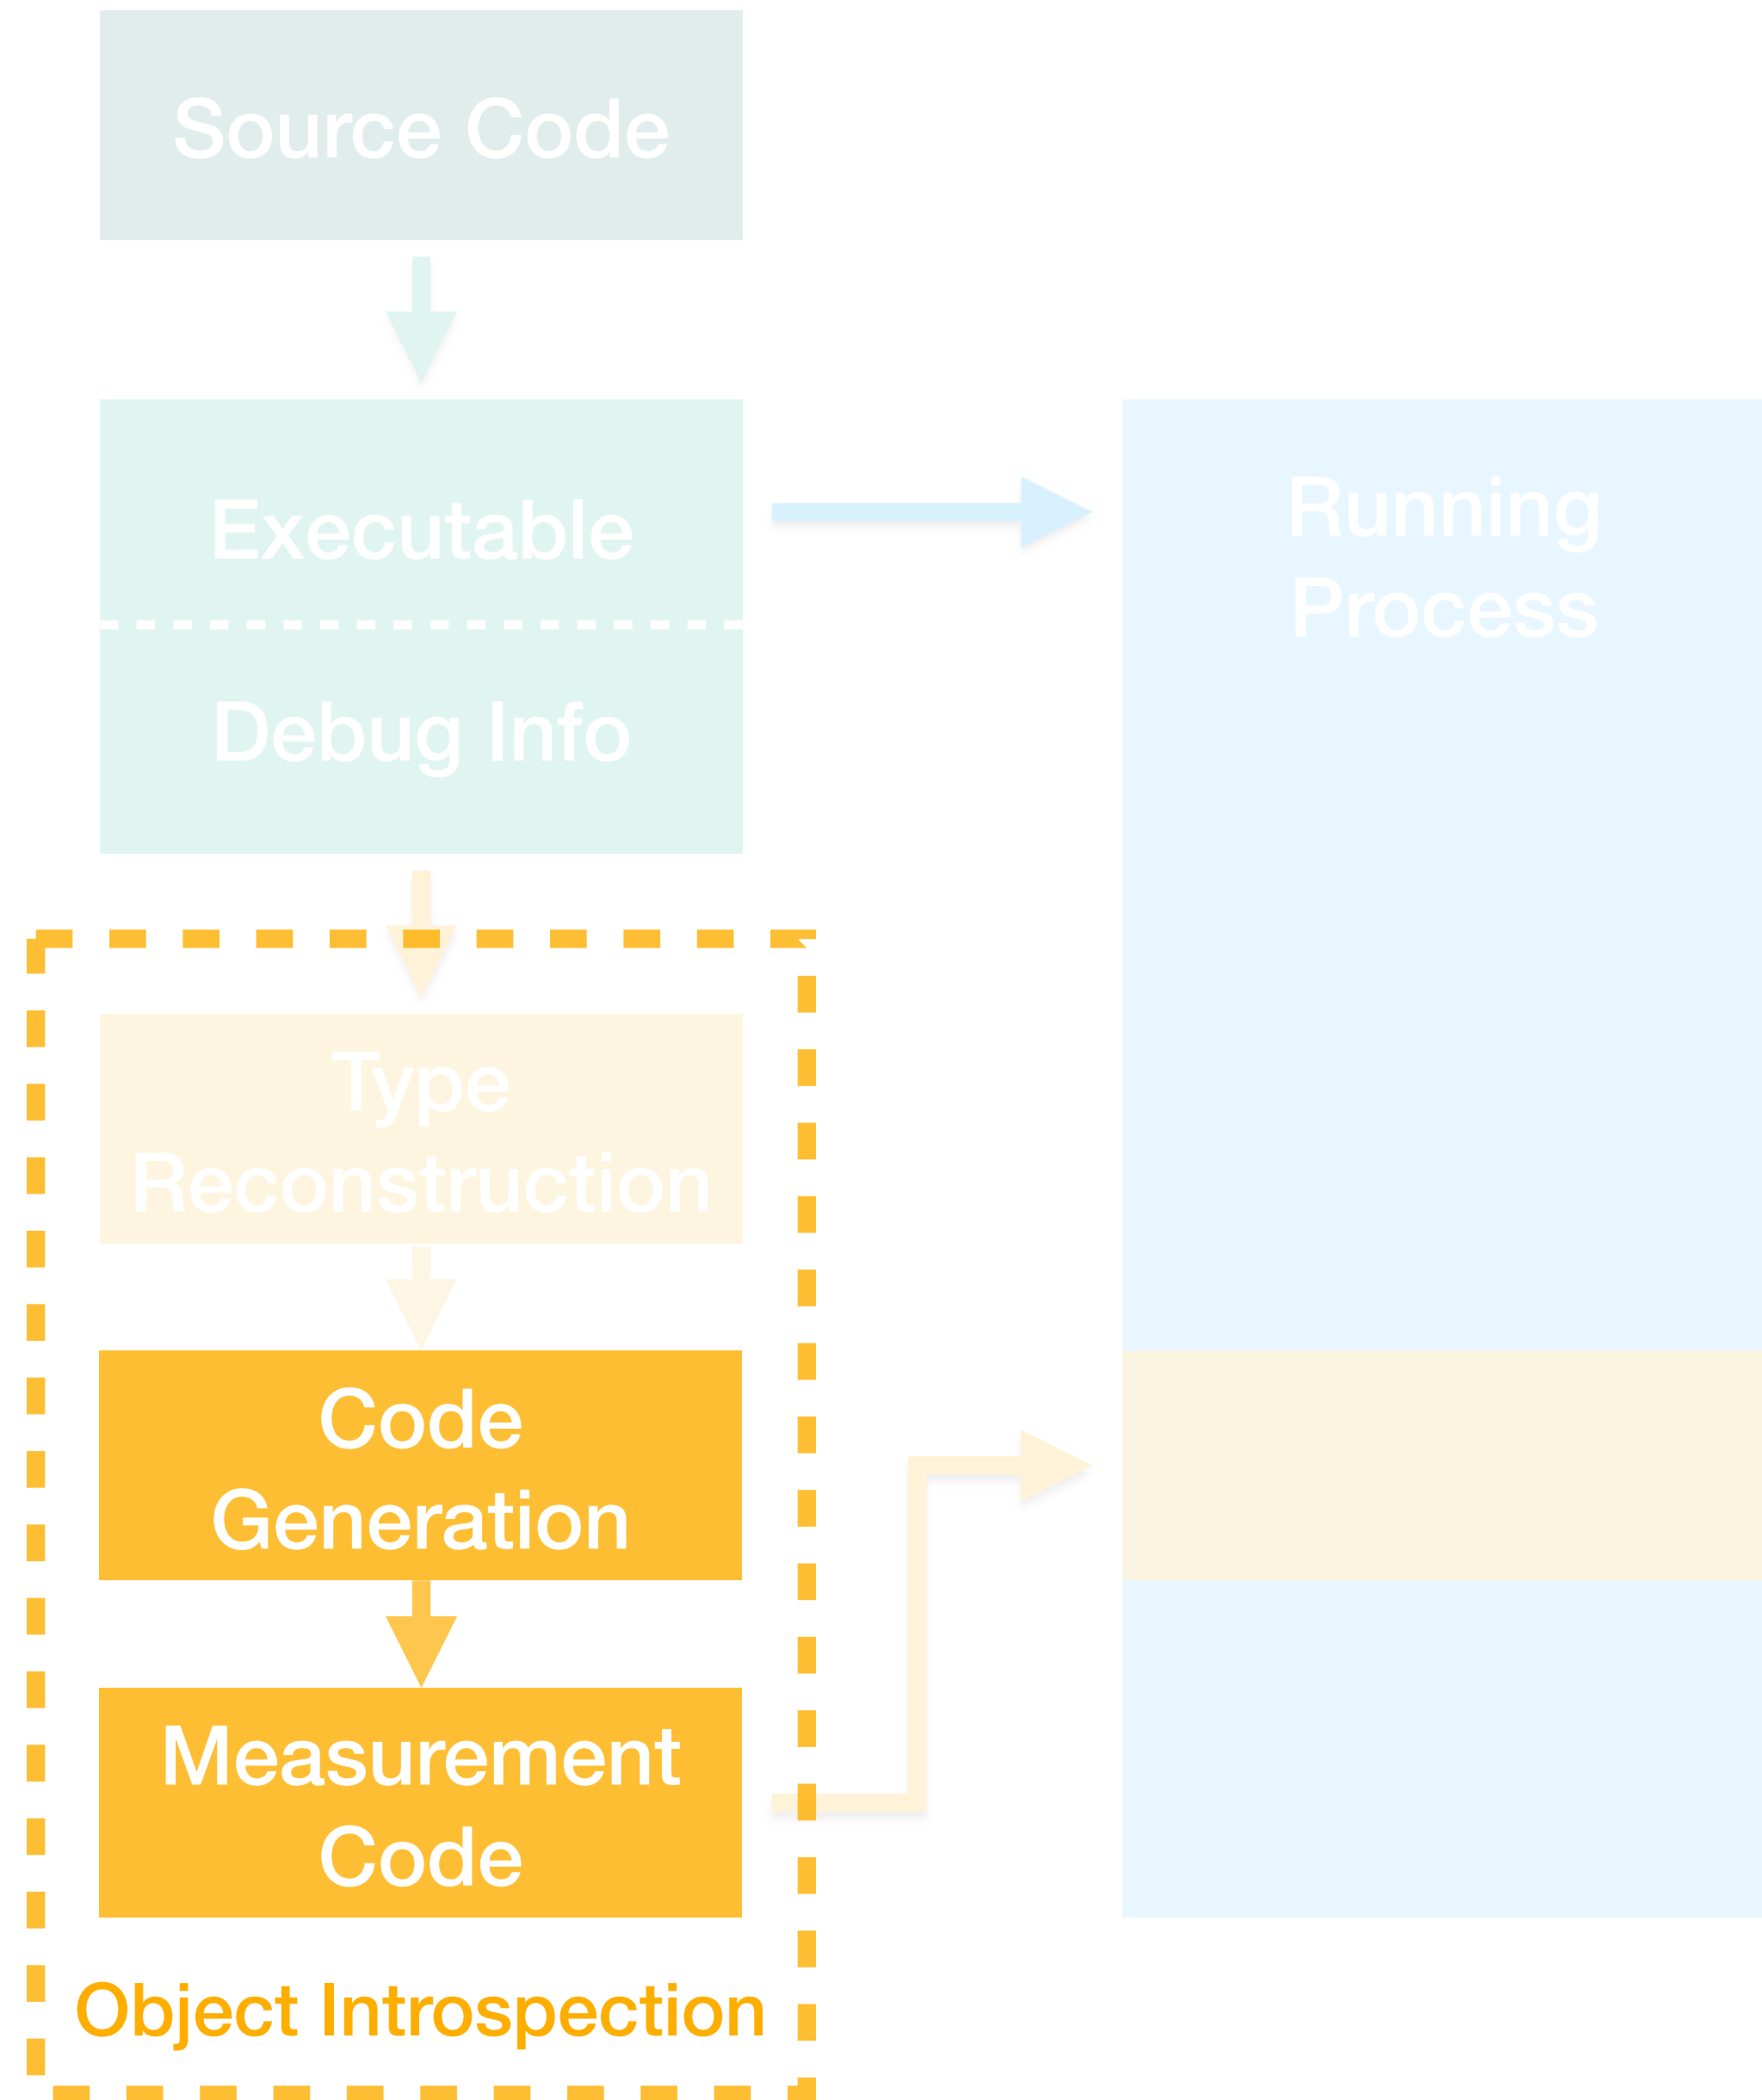 Source Code
Executable
Debug Info
Running
Process
Type
Reconstruction
Code
Generation
Measurement
Code
Object Introspection